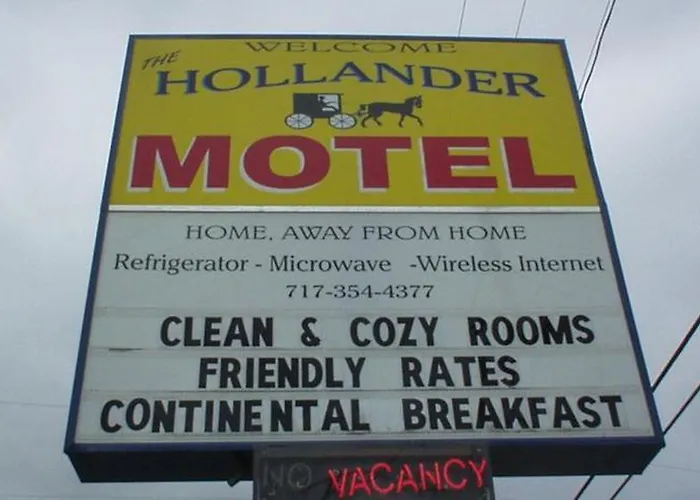 WELCOME
THE
HOLLANDER
MOTEL
HOME, AWAY FROM HOME
Refrigerator - Microwave -Wireless Internet
717-354-4377
CLEAN & COZY ROOMS
FRIENDLY RATES
CONTINENTAL BREAKFAST
NO VACANCY